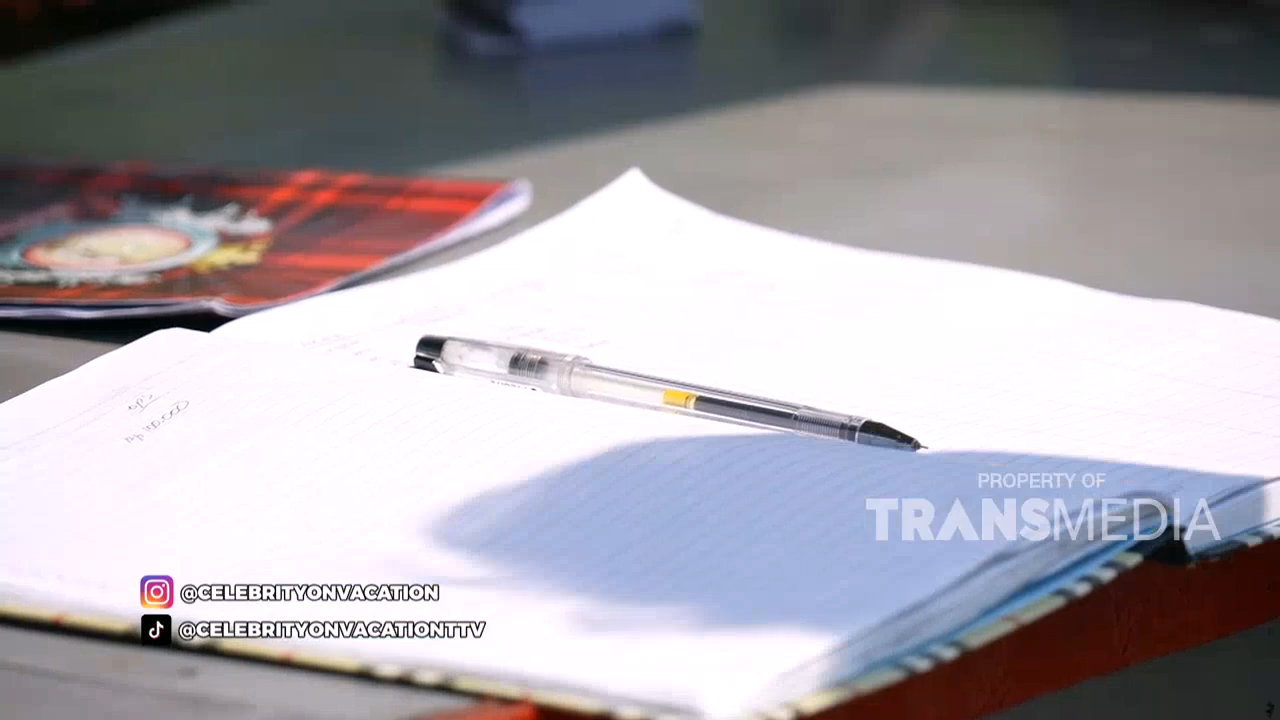 PROPERTY OF
TRANSMEDIA
@CELEBRITYONVACATION
@CELEBRITYONVACATIONTTV